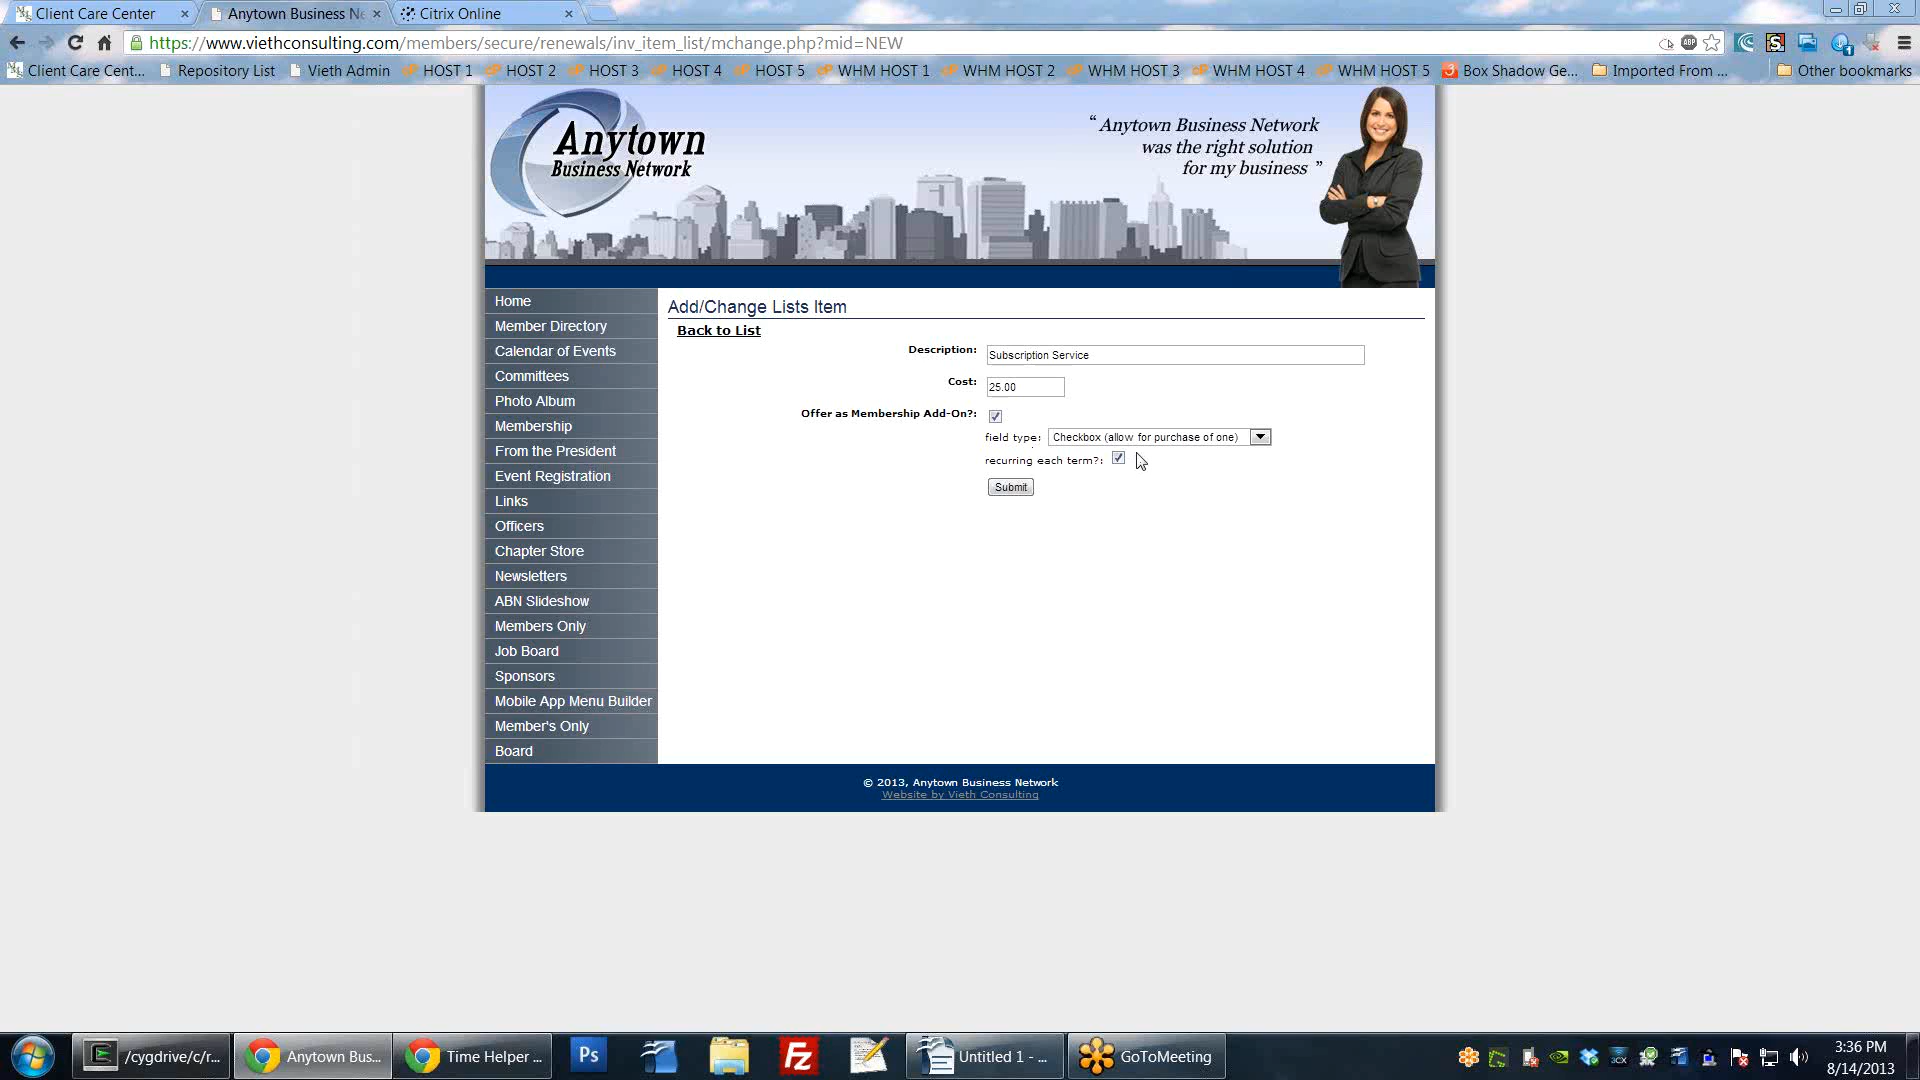 Client Care Center
Anytown Business Ne
Citrix Online
https://www.viethconsulting.com/members/secure/renewals/inv_item_list/mchange.php?mid=NEW
ABP
S
1
Client Care Cent...
Repository List
Vieth Admin
HOST 1
HOST 2
HOST 3
HOST 4
HOST 5
WHM HOST 1
WHM HOST 2
WHM HOST 3
WHM HOST 4
WHM HOST 5
Box Shadow Ge...
Imported From ...
Other bookmarks
Anytown
Business Network
“ Anytown Business Network
was the right solution
for my business ”
Home
Member Directory
Calendar of Events
Committees
Photo Album
Membership
From the President
Event Registration
Links
Officers
Chapter Store
Newsletters
ABN Slideshow
Members Only
Job Board
Sponsors
Mobile App Menu Builder
Member's Only
Board
Add/Change Lists Item
Back to List
Description: Subscription Service
Cost: 25.00
Offer as Membership Add-On?:
field type: Checkbox (allow for purchase of one)
recurring each term?:
Submit
© 2013, Anytown Business Network
Website by Vieth Consulting
/cygdrive/c/r...
Anytown Bus...
Time Helper ...
Ps
Fz
Untitled 1 - ...
GoToMeeting
3CX
3:36 PM
8/14/2013